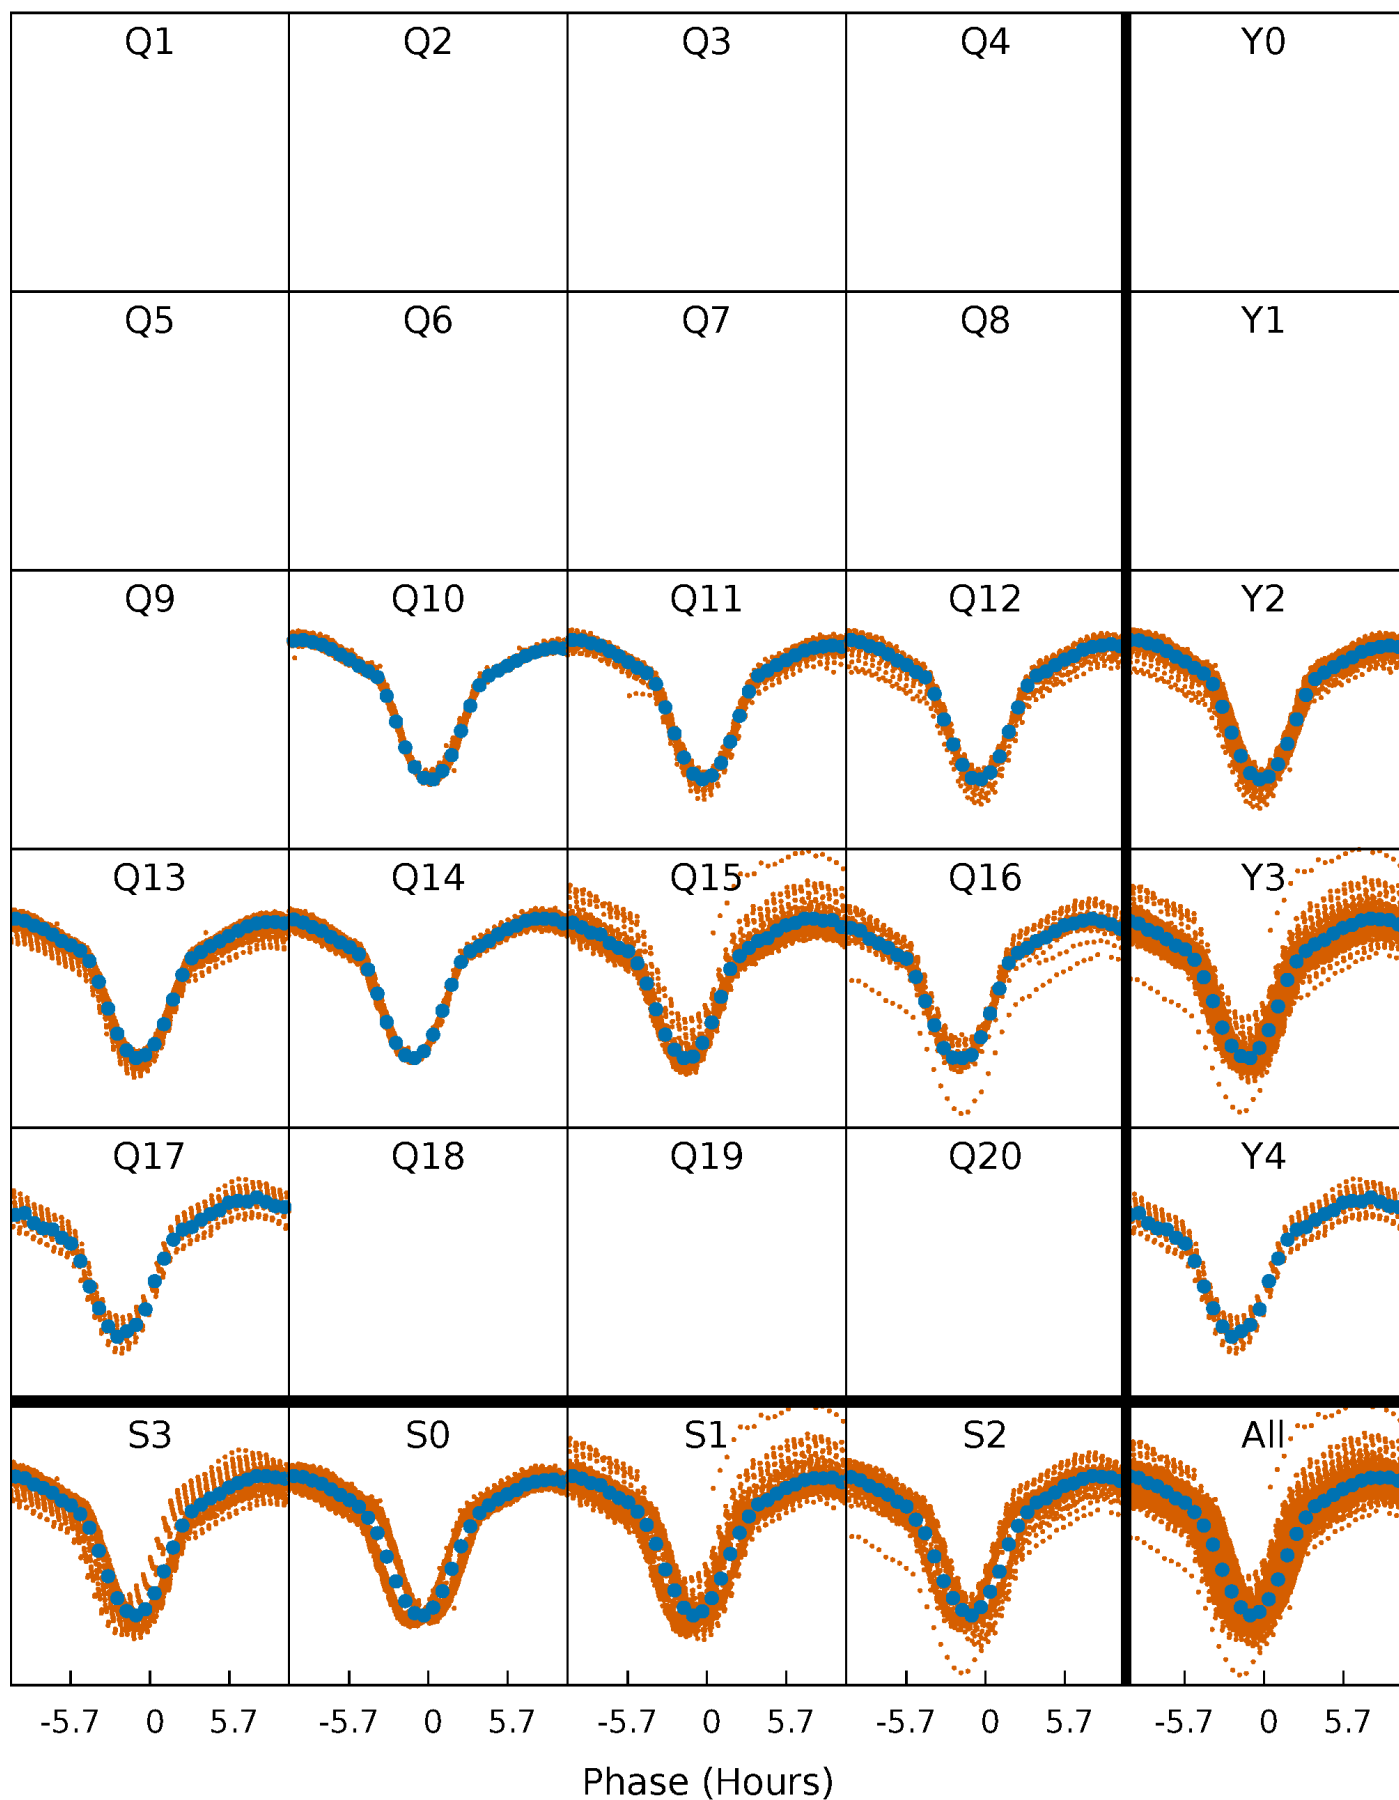 Q1 Q2 Q3 Q4 Y0
Q5 Q6 Q7 Q8 Y1
Q9 Q10 Q11 Q12 Y2
Q13 Q14 Q15 Q16 Y3
Q17 Q18 Q19 Q20 Y4
S3 S0 S1 S2 All
-5.7 0 5.7 -5.7 0 5.7 -5.7 0 5.7 -5.7 0 5.7 -5.7 0 5.7
Phase (Hours)